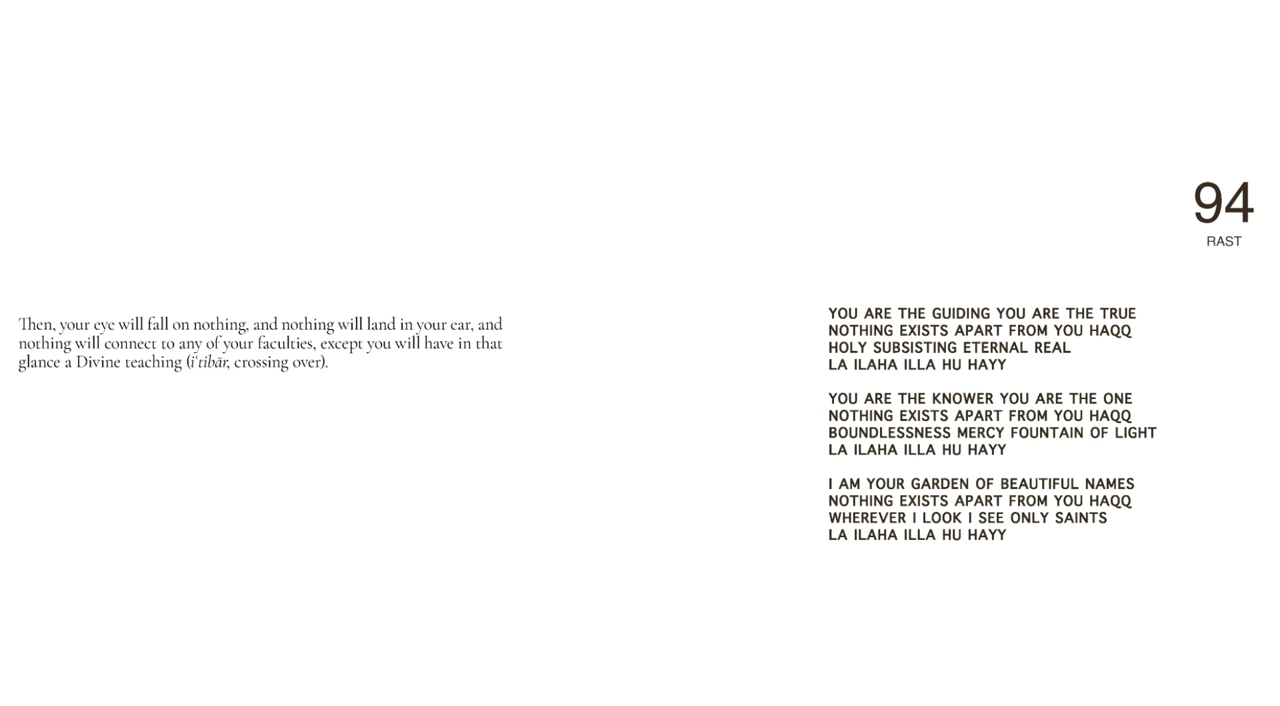 Then, your eye will fall on nothing, and nothing will land in your ear, and
nothing will connect to any of your faculties, except you will have in that
glance a Divine teaching (iʿtibār, crossing over).
94
RAST
YOU ARE THE GUIDING YOU ARE THE TRUE
NOTHING EXISTS APART FROM YOU HAQQ
HOLY SUBSISTING ETERNAL REAL
LA ILAHA ILLA HU HAYY
YOU ARE THE KNOWER YOU ARE THE ONE
NOTHING EXISTS APART FROM YOU HAQQ
BOUNDLESSNESS MERCY FOUNTAIN OF LIGHT
LA ILAHA ILLA HU HAYY
I AM YOUR GARDEN OF BEAUTIFUL NAMES
NOTHING EXISTS APART FROM YOU HAQQ
WHEREVER I LOOK I SEE ONLY SAINTS
LA ILAHA ILLA HU HAYY